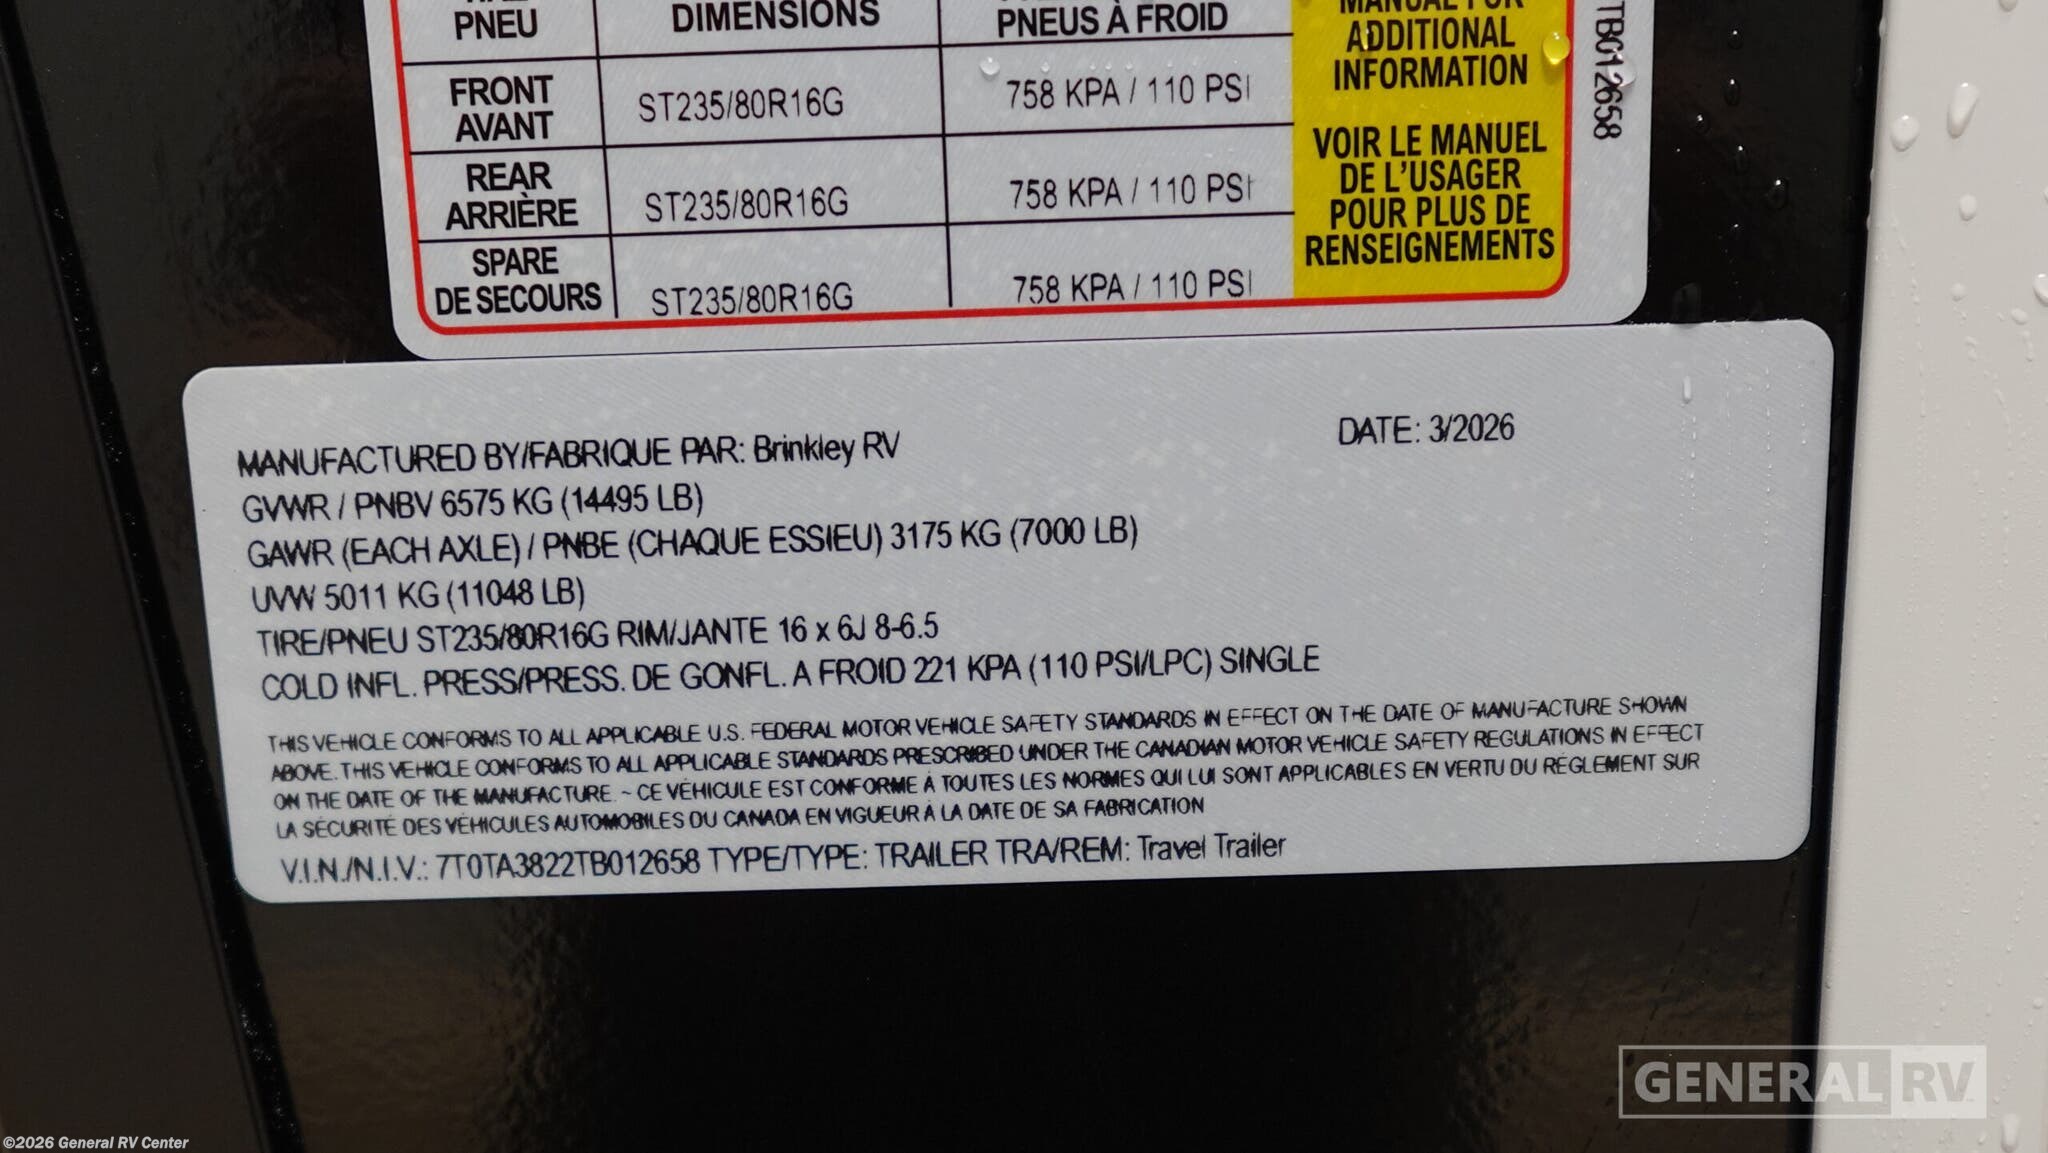 PNEU
DIMENSIONS
PNEUS À FROID
MANUAL FOR
ADDITIONAL
INFORMATION
FRONT
AVANT
ST235/80R16G
758 KPA / 110 PSI
REAR
ARRIÈRE
ST235/80R16G
758 KPA / 110 PSI
SPARE
DE SECOURS
ST235/80R16G
758 KPA / 110 PSI
VOIR LE MANUEL
DE L'USAGER
POUR PLUS DE
RENSEIGNEMENTS
TB012658
MANUFACTURED BY/FABRIQUE PAR: Brinkley RV
DATE: 3/2026
GVWR / PNBV 6575 KG (14495 LB)
GAWR (EACH AXLE) / PNBE (CHAQUE ESSIEU) 3175 KG (7000 LB)
UVW 5011 KG (11048 LB)
TIRE/PNEU ST235/80R16G RIM/JANTE 16 x 6J 8-6.5
COLD INFL. PRESS/PRESS. DE GONFL. A FROID 221 KPA (110 PSI/LPC) SINGLE
THIS VEHICLE CONFORMS TO ALL APPLICABLE U.S. FEDERAL MOTOR VEHICLE SAFETY STANDARDS IN EFFECT ON THE DATE OF MANUFACTURE SHOWN
ABOVE. THIS VEHICLE CONFORMS TO ALL APPLICABLE STANDARDS PRESCRIBED UNDER THE CANADIAN MOTOR VEHICLE SAFETY REGULATIONS IN EFFECT
ON THE DATE OF THE MANUFACTURE. ~ CE VÉHICULE EST CONFORME À TOUTES LES NORMES QUI LUI SONT APPLICABLES EN VERTU DU RÉGLEMENT SUR
LA SÉCURITÉ DES VÉHICULES AUTOMOBILES DU CANADA EN VIGUEUR À LA DATE DE SA FABRICATION
V.I.N./N.I.V.: 7T0TA3822TB012658 TYPE/TYPE: TRAILER TRA/REM: Travel Trailer
GENERAL RV
©2026 General RV Center